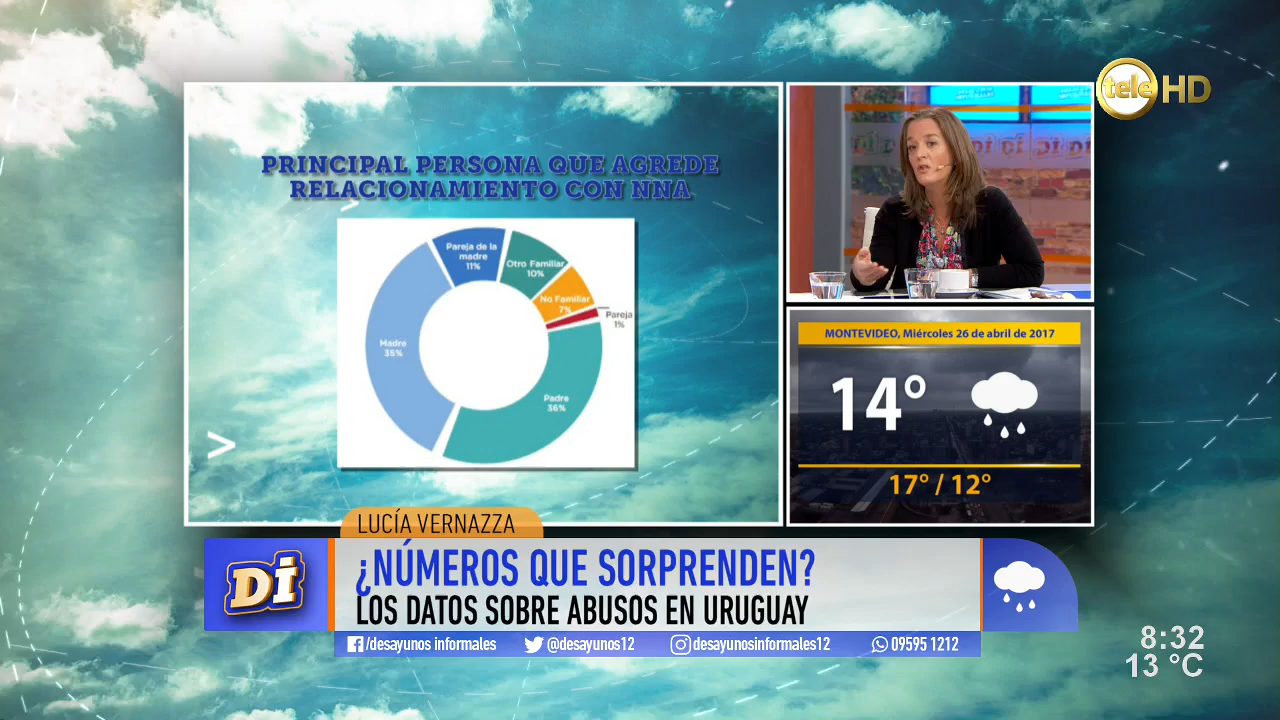 tele HD
PRINCIPAL PERSONA QUE AGREDE
RELACIONAMIENTO CON NNA
Pareja de la
madre
11%
Otro Familiar
10%
No Familiar
7%
Pareja
1%
Madre
35%
Padre
36%
MONTEVIDEO, Miércoles 26 de abril de 2017
14°
17° / 12°
LUCÍA VERNAZZA
Di
¿NÚMEROS QUE SORPRENDEN?
LOS DATOS SOBRE ABUSOS EN URUGUAY
/desayunos informales @desayunos12 desayunosinformales12 09595 1212
8:32
13 °C